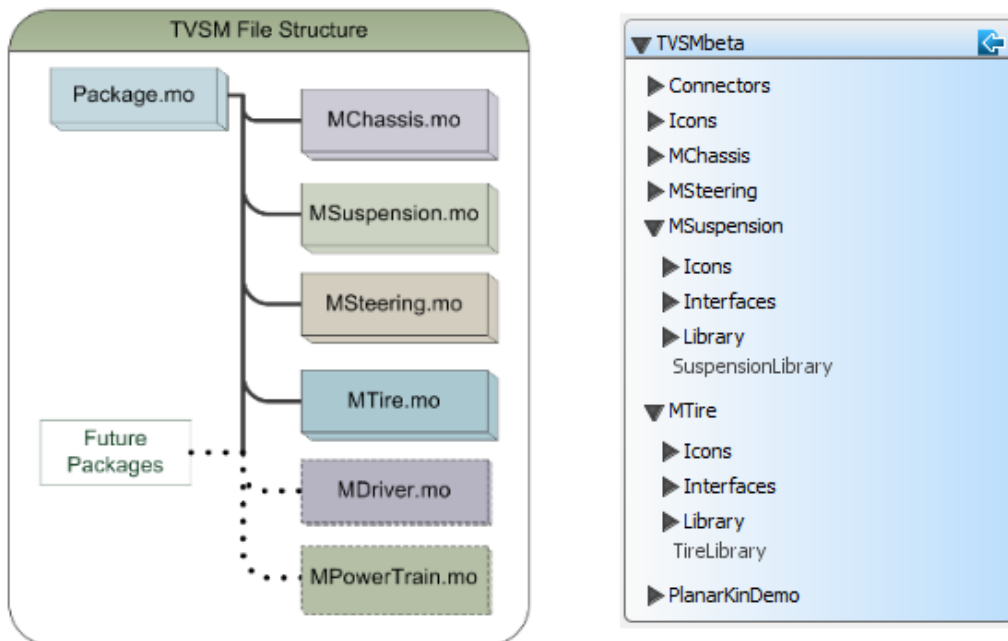 TVSM File Structure
Package.mo
MChassis.mo
MSuspension.mo
MSteering.mo
MTire.mo
Future
Packages
MDriver.mo
MPowerTrain.mo
TVSMbeta
Connectors
Icons
MChassis
MSteering
MSuspension
Icons
Interfaces
Library
SuspensionLibrary
MTire
Icons
Interfaces
Library
TireLibrary
PlanarKinDemo